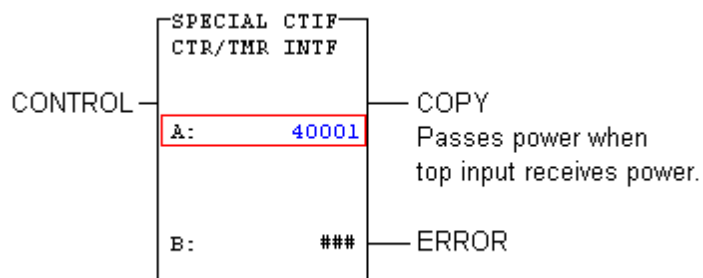 SPECIAL CTIF
CTR/TMR INTF
CONTROL
COPY
A: 40001
Passes power when
top input receives power.
B: ###
ERROR